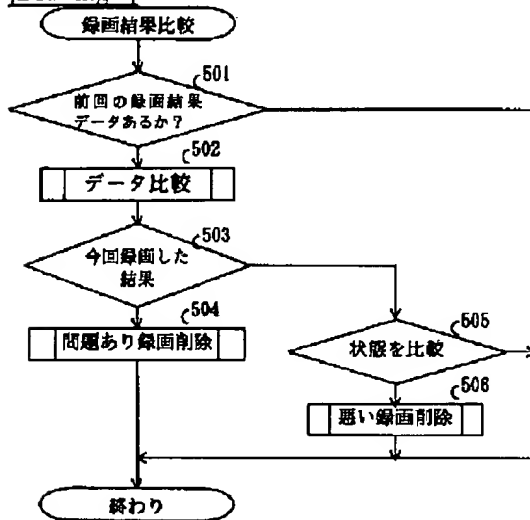 録画結果比較
501
前回の録画結果
データあるか？
502
データ比較
503
今回録画した
結果
504
問題あり録画削除
505
状態を比較
506
悪い録画削除
終わり